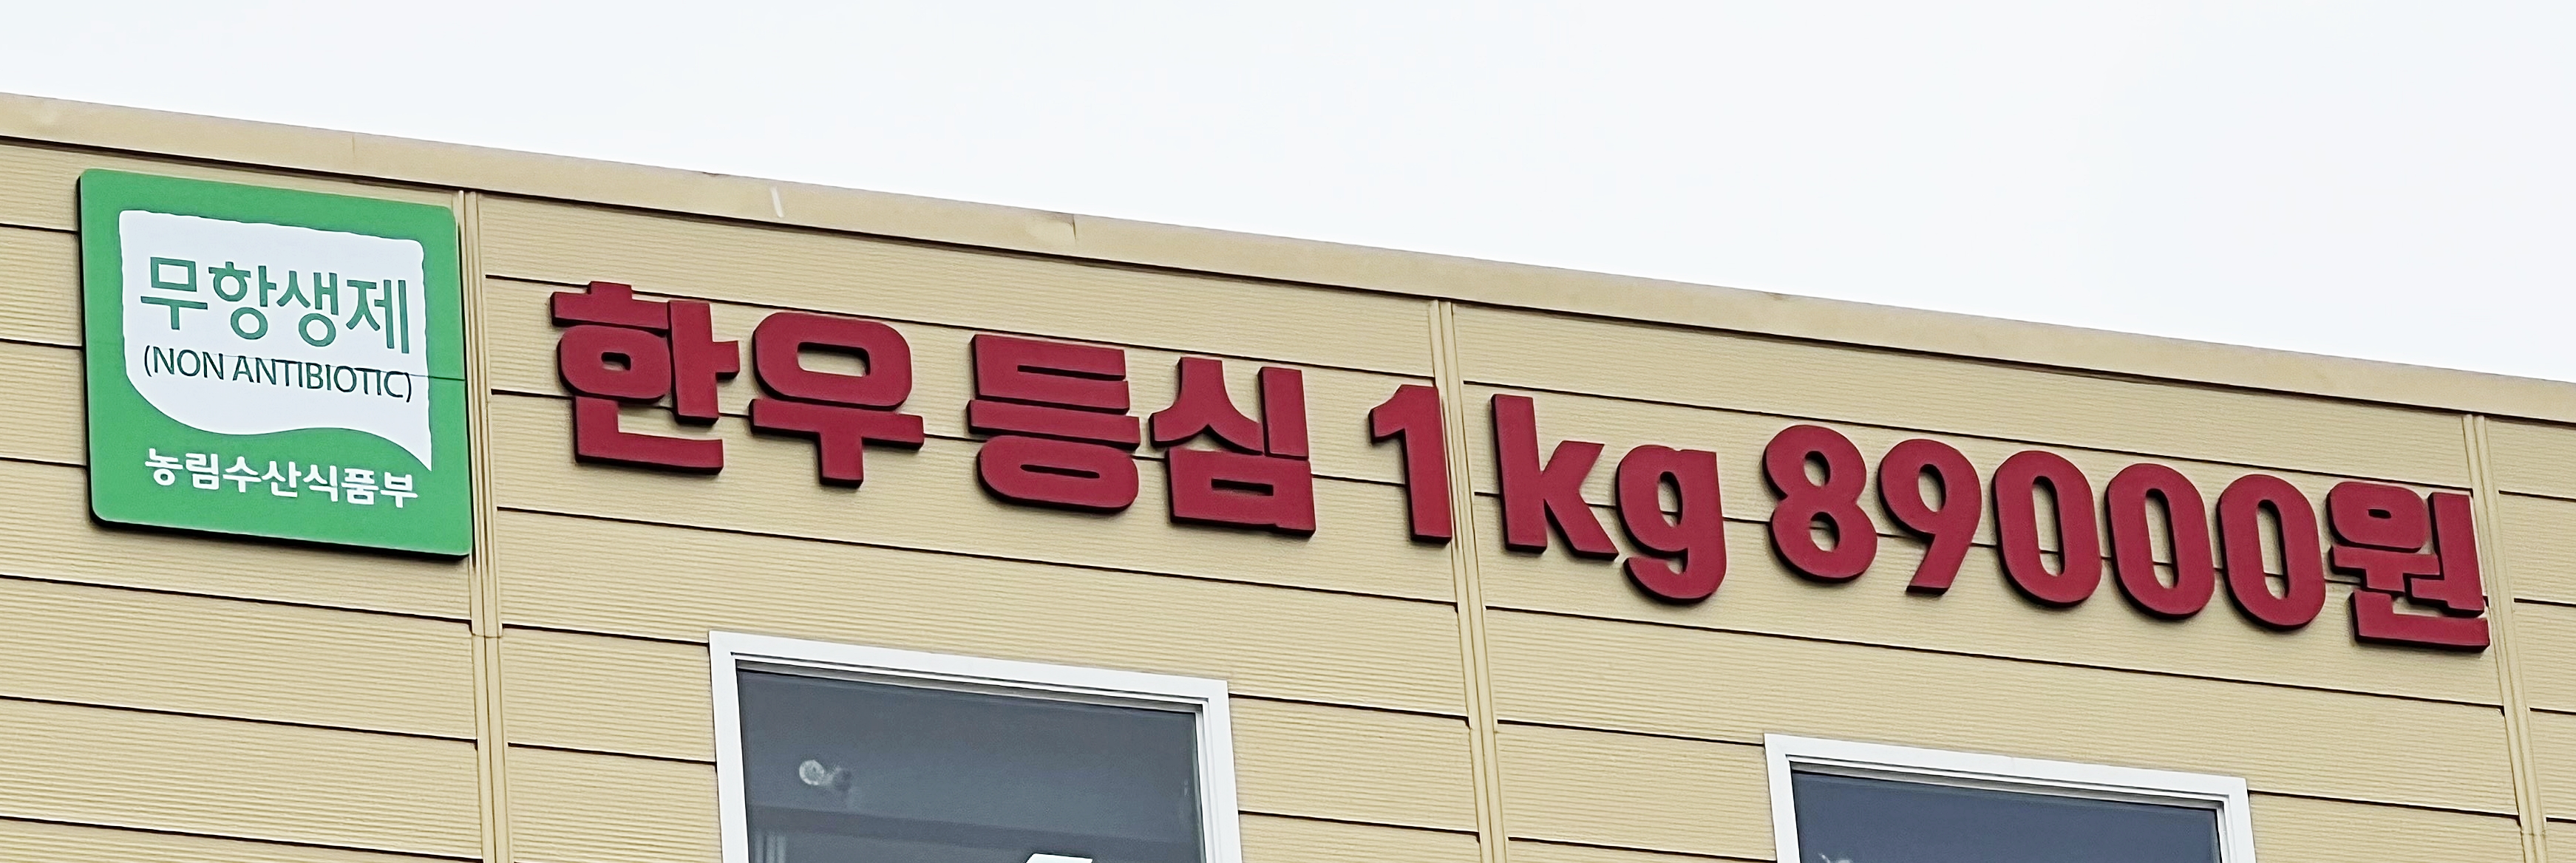 무항생제
(NON ANTIBIOTIC)
농림수산식품부
한우 등심 1kg 89000원